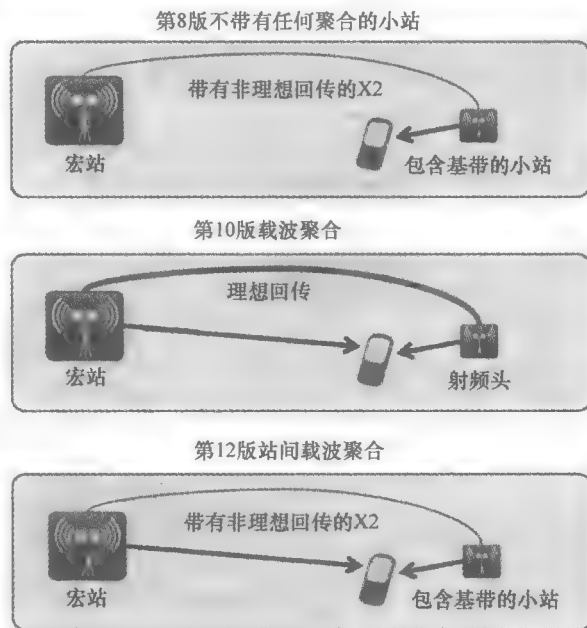 第8版不带有任何聚合的小站
带有非理想回传的X2
宏站
包含基带的小站
第10版载波聚合
理想回传
宏站
射频头
第12版站间载波聚合
带有非理想回传的X2
宏站
包含基带的小站